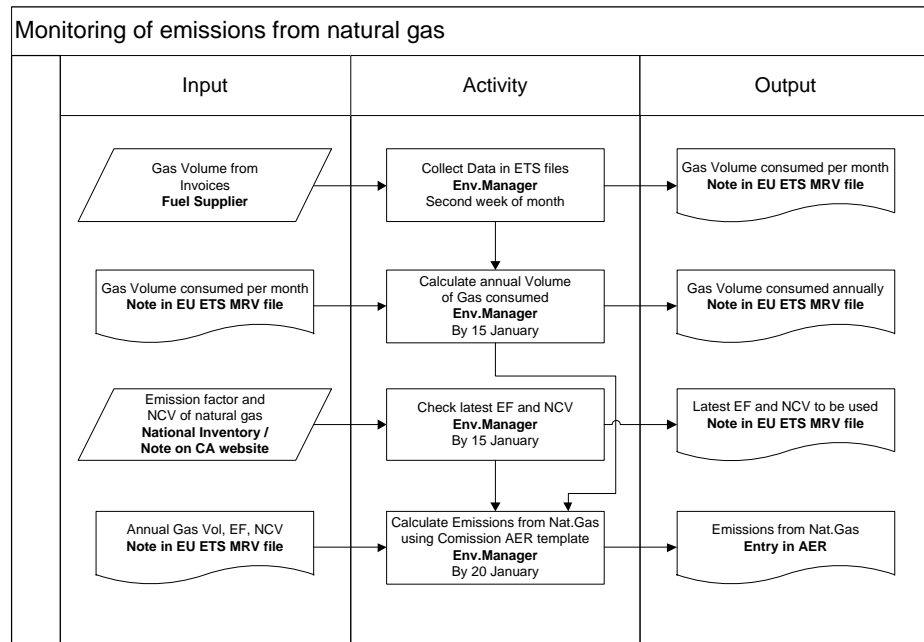 Monitoring of emissions from natural gas
Input
Activity
Output
Gas Volume from
Invoices
Fuel Supplier
Collect Data in ETS files
Env.Manager
Second week of month
Gas Volume consumed per month
Note in EU ETS MRV file
Gas Volume consumed per month
Note in EU ETS MRV file
Calculate annual Volume
of Gas consumed
Env.Manager
By 15 January
Gas Volume consumed annually
Note in EU ETS MRV file
Emission factor and
NCV of natural gas
National Inventory /
Note on CA website
Check latest EF and NCV
Env.Manager
By 15 January
Latest EF and NCV to be used
Note in EU ETS MRV file
Annual Gas Vol, EF, NCV
Note in EU ETS MRV file
Calculate Emissions from Nat.Gas
using Comission AER template
Env.Manager
By 20 January
Emissions from Nat.Gas
Entry in AER